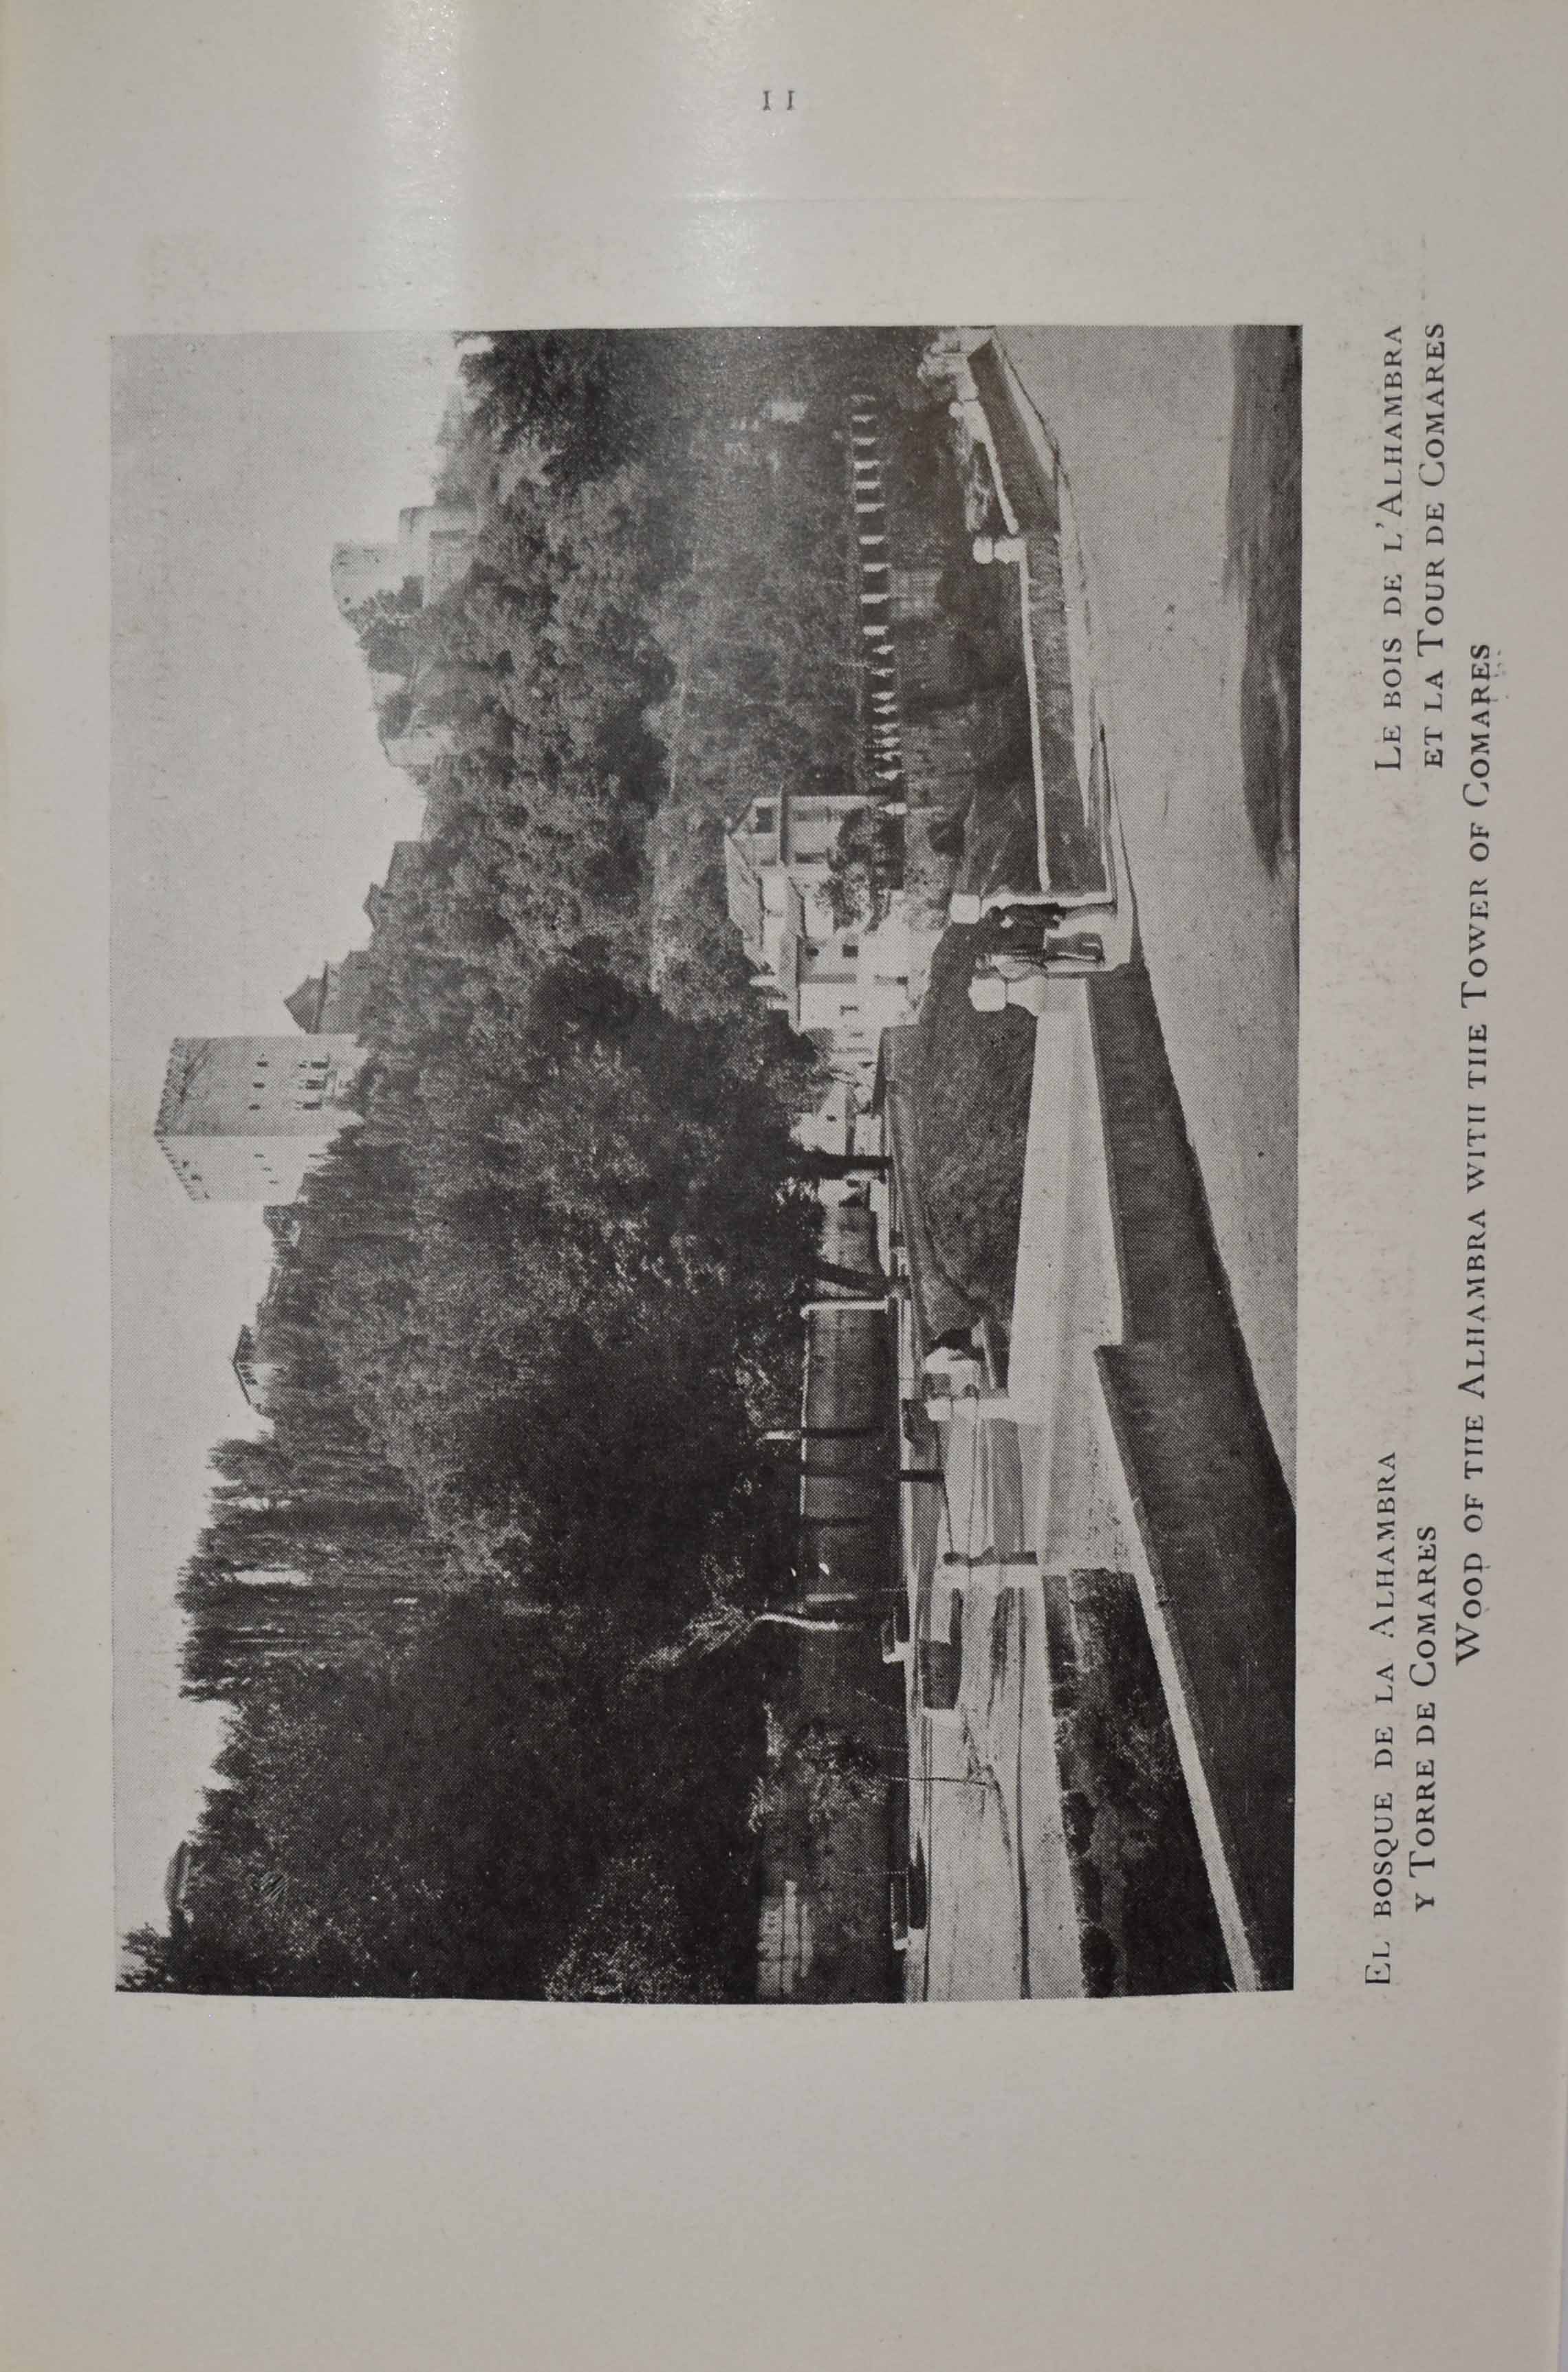 11
EL BOSQUE DE LA ALHAMBRA
Y TORRE DE COMARES
LE BOIS DE L'ALHAMBRA
ET LA TOUR DE COMARES
WOOD OF THE ALHAMBRA WITH THE TOWER OF COMARES